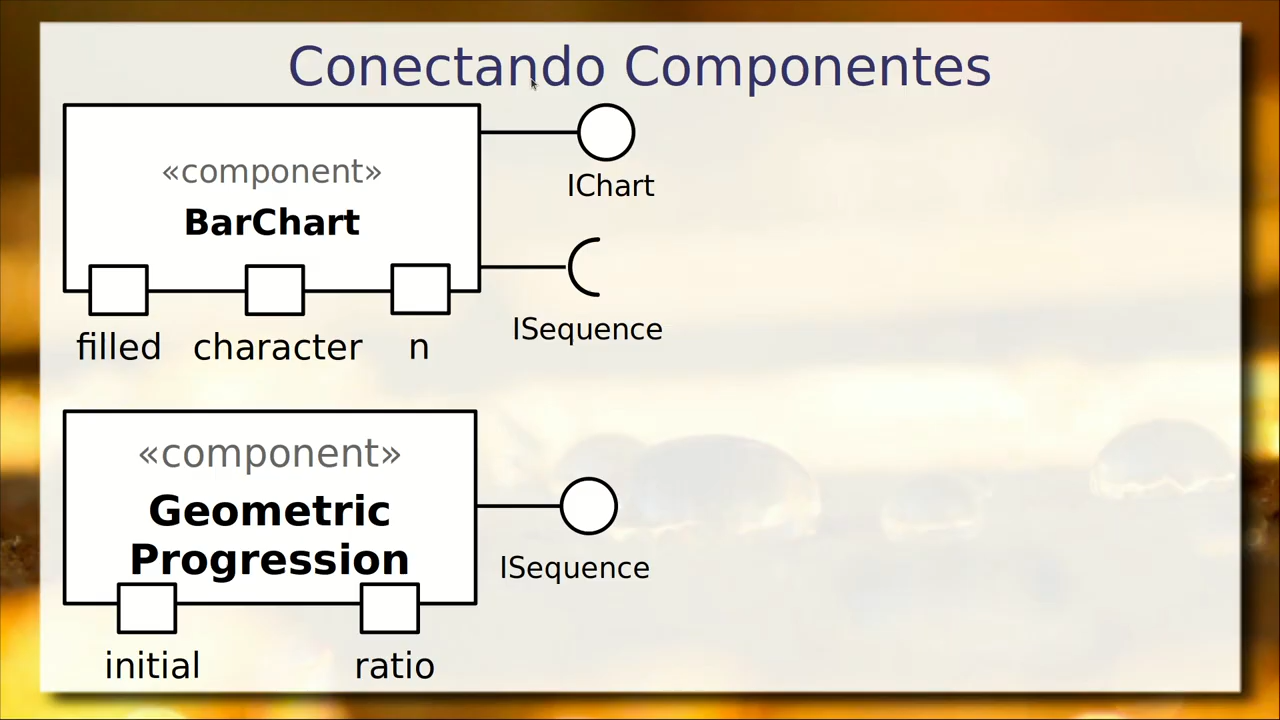 Conectando Componentes
«component»
BarChart
IChart
ISequence
filled
character
n
«component»
Geometric
Progression
ISequence
initial
ratio